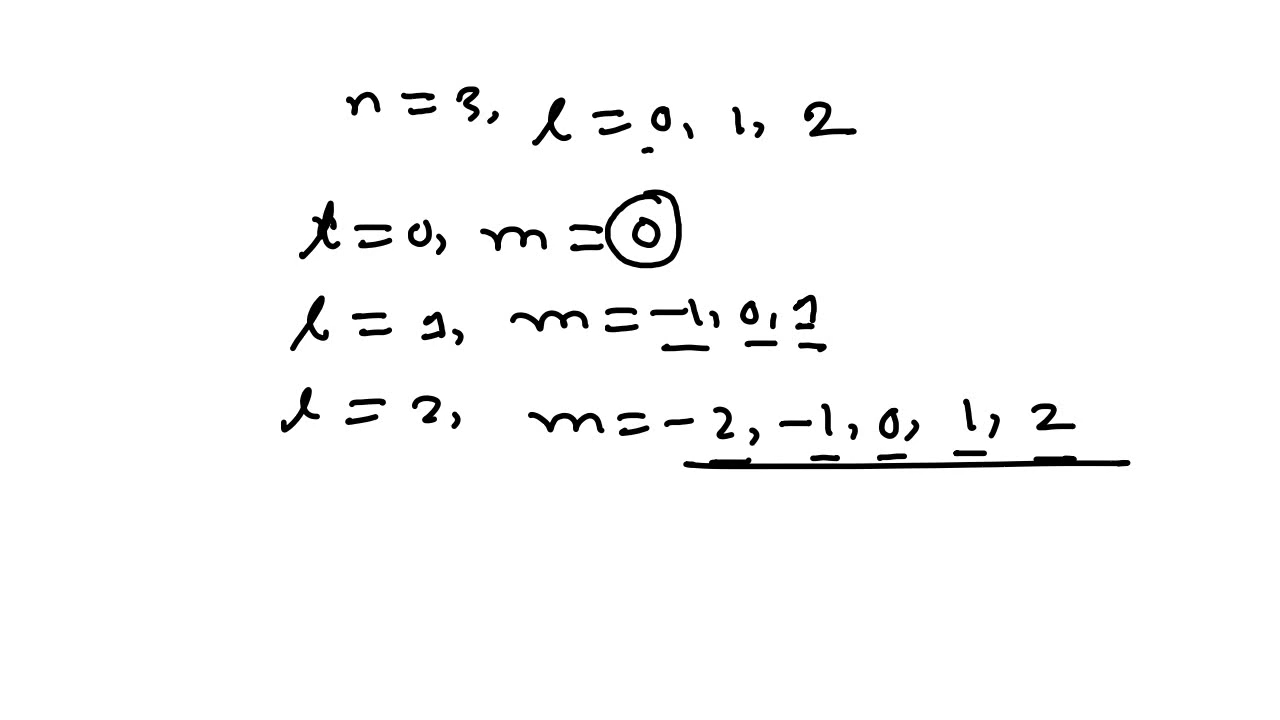 n = 3, l = 0, 1, 2
l = 0, m = 0
l = 1, m = -1, 0, 1
l = 2, m = -2, -1, 0, 1, 2